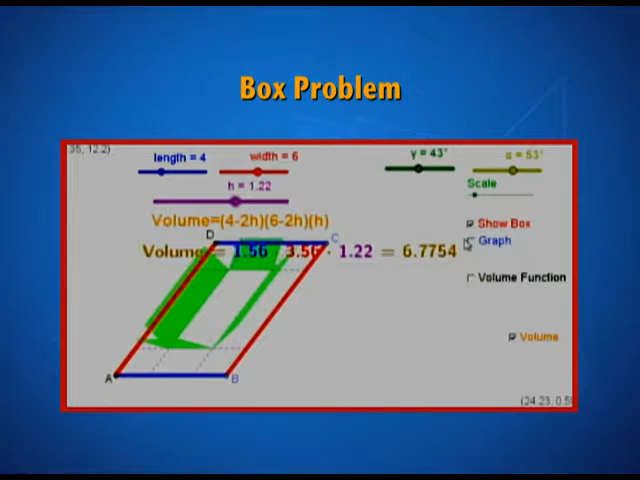 Box Problem
35, 12.2)
length = 4
width = 6
γ = 43°
α = 53°
h = 1.22
Scale
Volume=(4-2h)(6-2h)(h)
Show Box
D
C
Graph
Volume = 1.56 · 3.56 · 1.22 = 6.7754
Volume Function
Volume
A
B
(24.23, 0.5